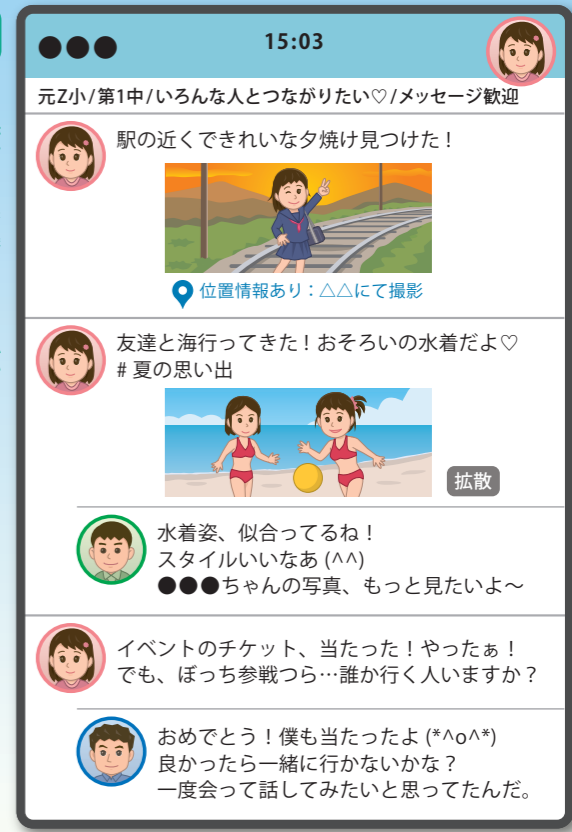 ●●●
15:03
元Z小/第1中/いろんな人とつながりたい♡/メッセージ歓迎
駅の近くできれいな夕焼け見つけた！
位置情報あり：△△にて撮影
友達と海行ってきた！おそろいの水着だよ♡
# 夏の思い出
拡散
水着姿、似合ってるね！
スタイルいいなあ (^^)
●●●ちゃんの写真、もっと見たいよ～
イベントのチケット、当たった！やったぁ！
でも、ぼっち参戦つら…誰か行く人いますか？
おめでとう！僕も当たったよ (*^o^*)
良かったら一緒に行かないかな？
一度会って話してみたいと思ってたんだ。